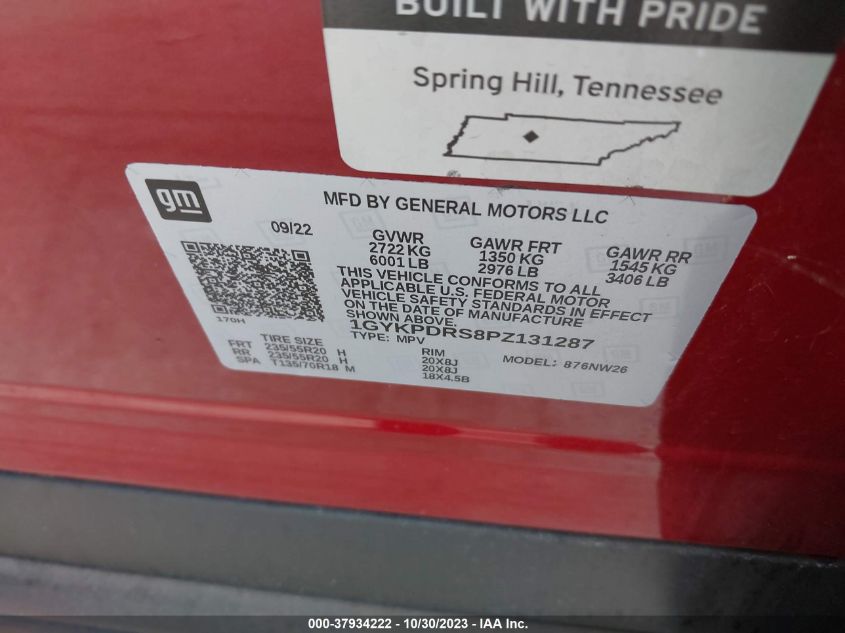 BUILT WITH PRIDE
Spring Hill, Tennessee
gm
MFD BY GENERAL MOTORS LLC
09/22
GVWR GAWR FRT GAWR RR
2722 KG 1350 KG 1545 KG
6001 LB 2976 LB 3406 LB
THIS VEHICLE CONFORMS TO ALL
APPLICABLE U.S. FEDERAL MOTOR
VEHICLE SAFETY STANDARDS IN EFFECT
ON THE DATE OF MANUFACTURE
SHOWN ABOVE.
170H
1GYKPDRS8PZ131287
TYPE: MPV MODEL: 876NW26
TIRE SIZE RIM
FRT 235/55R20 H 20X8J
RR 235/55R20 H 20X8J
SPA T135/70R18 M 18X4.5B
000-37934222 - 10/30/2023 - IAA Inc.